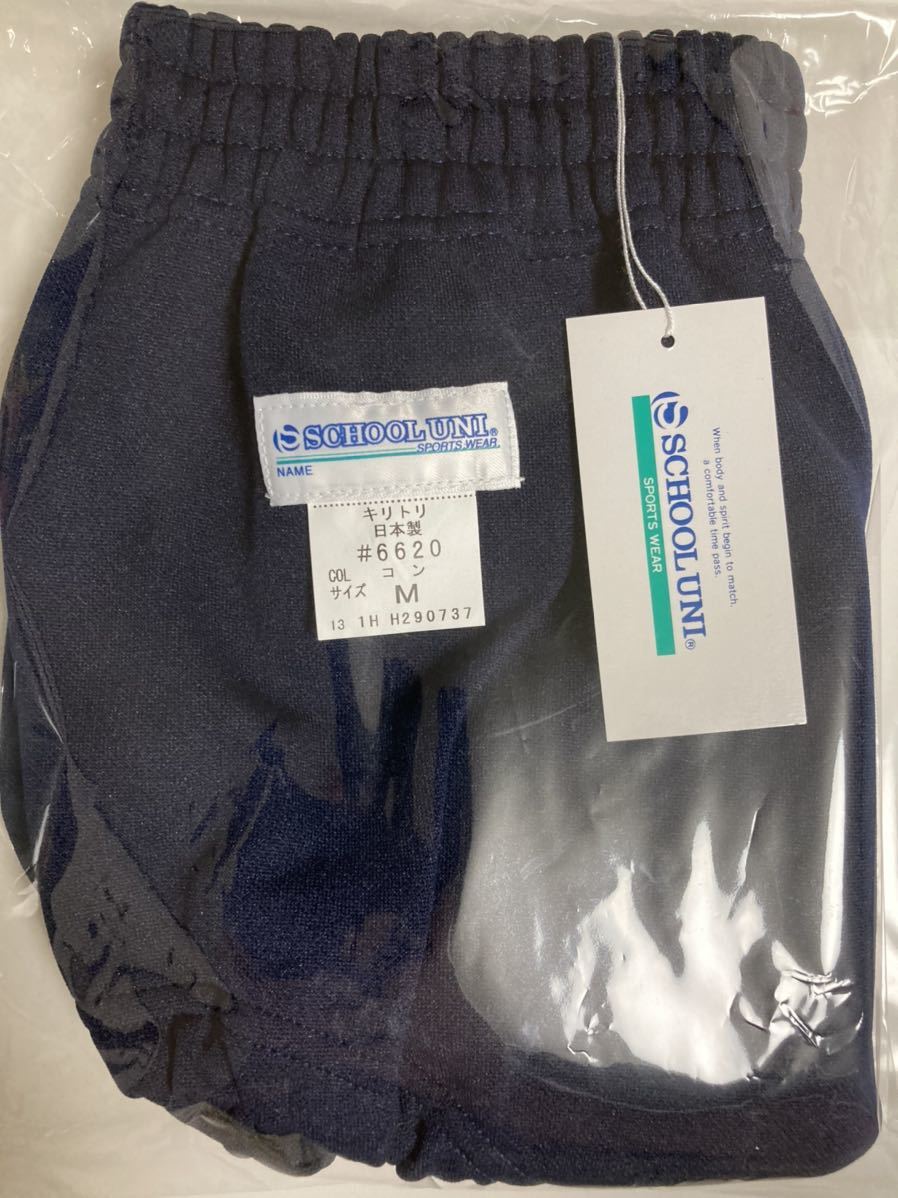 SCHOOL UNI®
SPORTS WEAR.
NAME
キリトリ
日本製
#6620
COL コン
サイズ M
13 1H H290737
When body and spirit begin to match.
a comfortable time pass.
SCHOOL UNI®
SPORTS WEAR